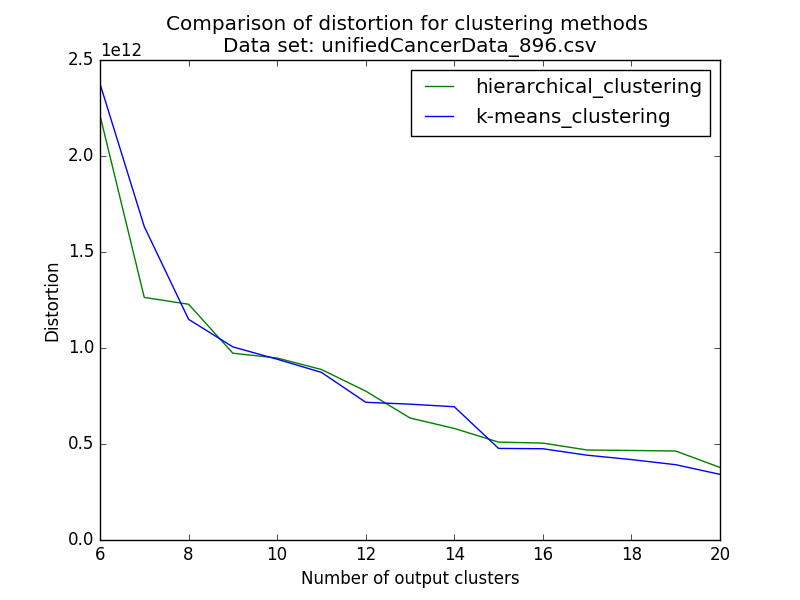 Comparison of distortion for clustering methods
Data set: unifiedCancerData_896.csv
1e12
2.5
2.0
1.5
1.0
0.5
0.0
Distortion
hierarchical_clustering
k-means_clustering
6 8 10 12 14 16 18 20
Number of output clusters